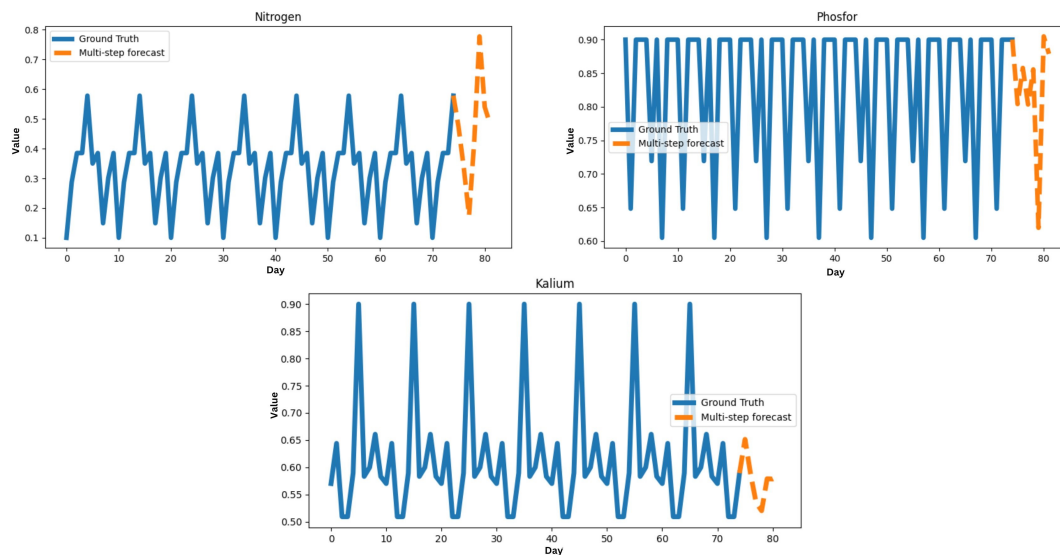 Nitrogen
Ground Truth
Multi-step forecast
Value
0.8
0.7
0.6
0.5
0.4
0.3
0.2
0.1
0 10 20 30 40 50 60 70 80
Day
Phosfor
Ground Truth
Multi-step forecast
Value
0.90
0.85
0.80
0.75
0.70
0.65
0.60
0 10 20 30 40 50 60 70 80
Day
Kalium
Ground Truth
Multi-step forecast
Value
0.90
0.85
0.80
0.75
0.70
0.65
0.60
0.55
0.50
0 10 20 30 40 50 60 70 80
Day